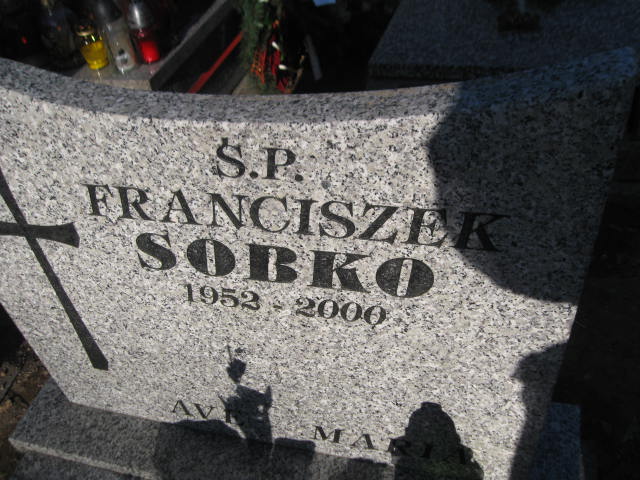 Ś.P.
FRANCISZEK
SOBKO
1952 - 2000
AVE MARIA